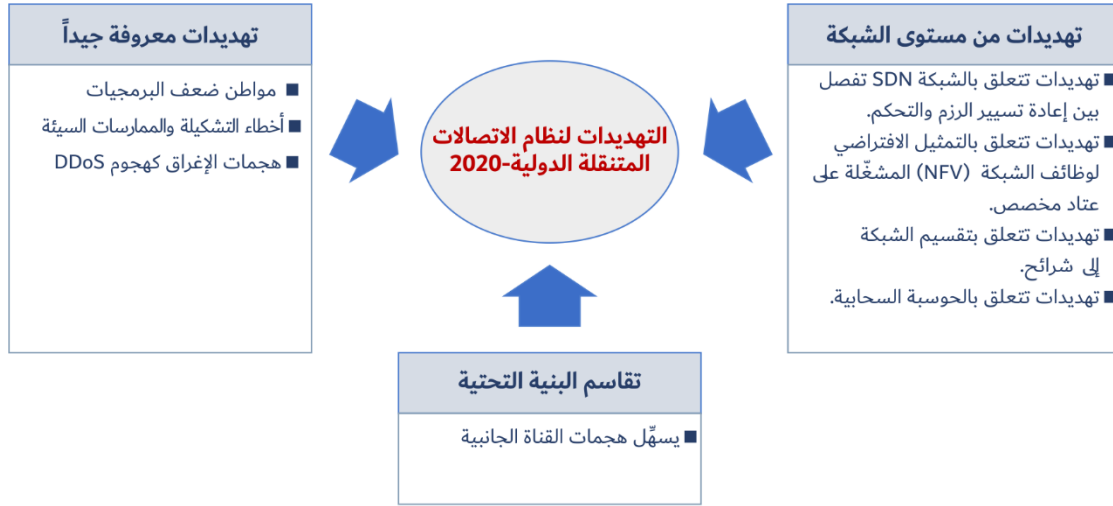 تهديدات من مستوى الشبكة
■ تهديدات تتعلق بالشبكة SDN تفصل
بين إعادة تسيير الرزم والتحكم.
■ تهديدات تتعلق بالتمثيل الافتراضي
لوظائف الشبكة (NFV) المشغّلة على
عتاد مخصص.
■ تهديدات تتعلق بتقسيم الشبكة
إلى شرائح.
■ تهديدات تتعلق بالحوسبة السحابية.
التهديدات لنظام الاتصالات
المتنقلة الدولية-2020
تهديدات معروفة جيداً
■ مواطن ضعف البرمجيات
■ أخطاء التشكيلة والممارسات السيئة
■ هجمات الإغراق كهجوم DDoS
تقاسم البنية التحتية
■ يسهِّل هجمات القناة الجانبية